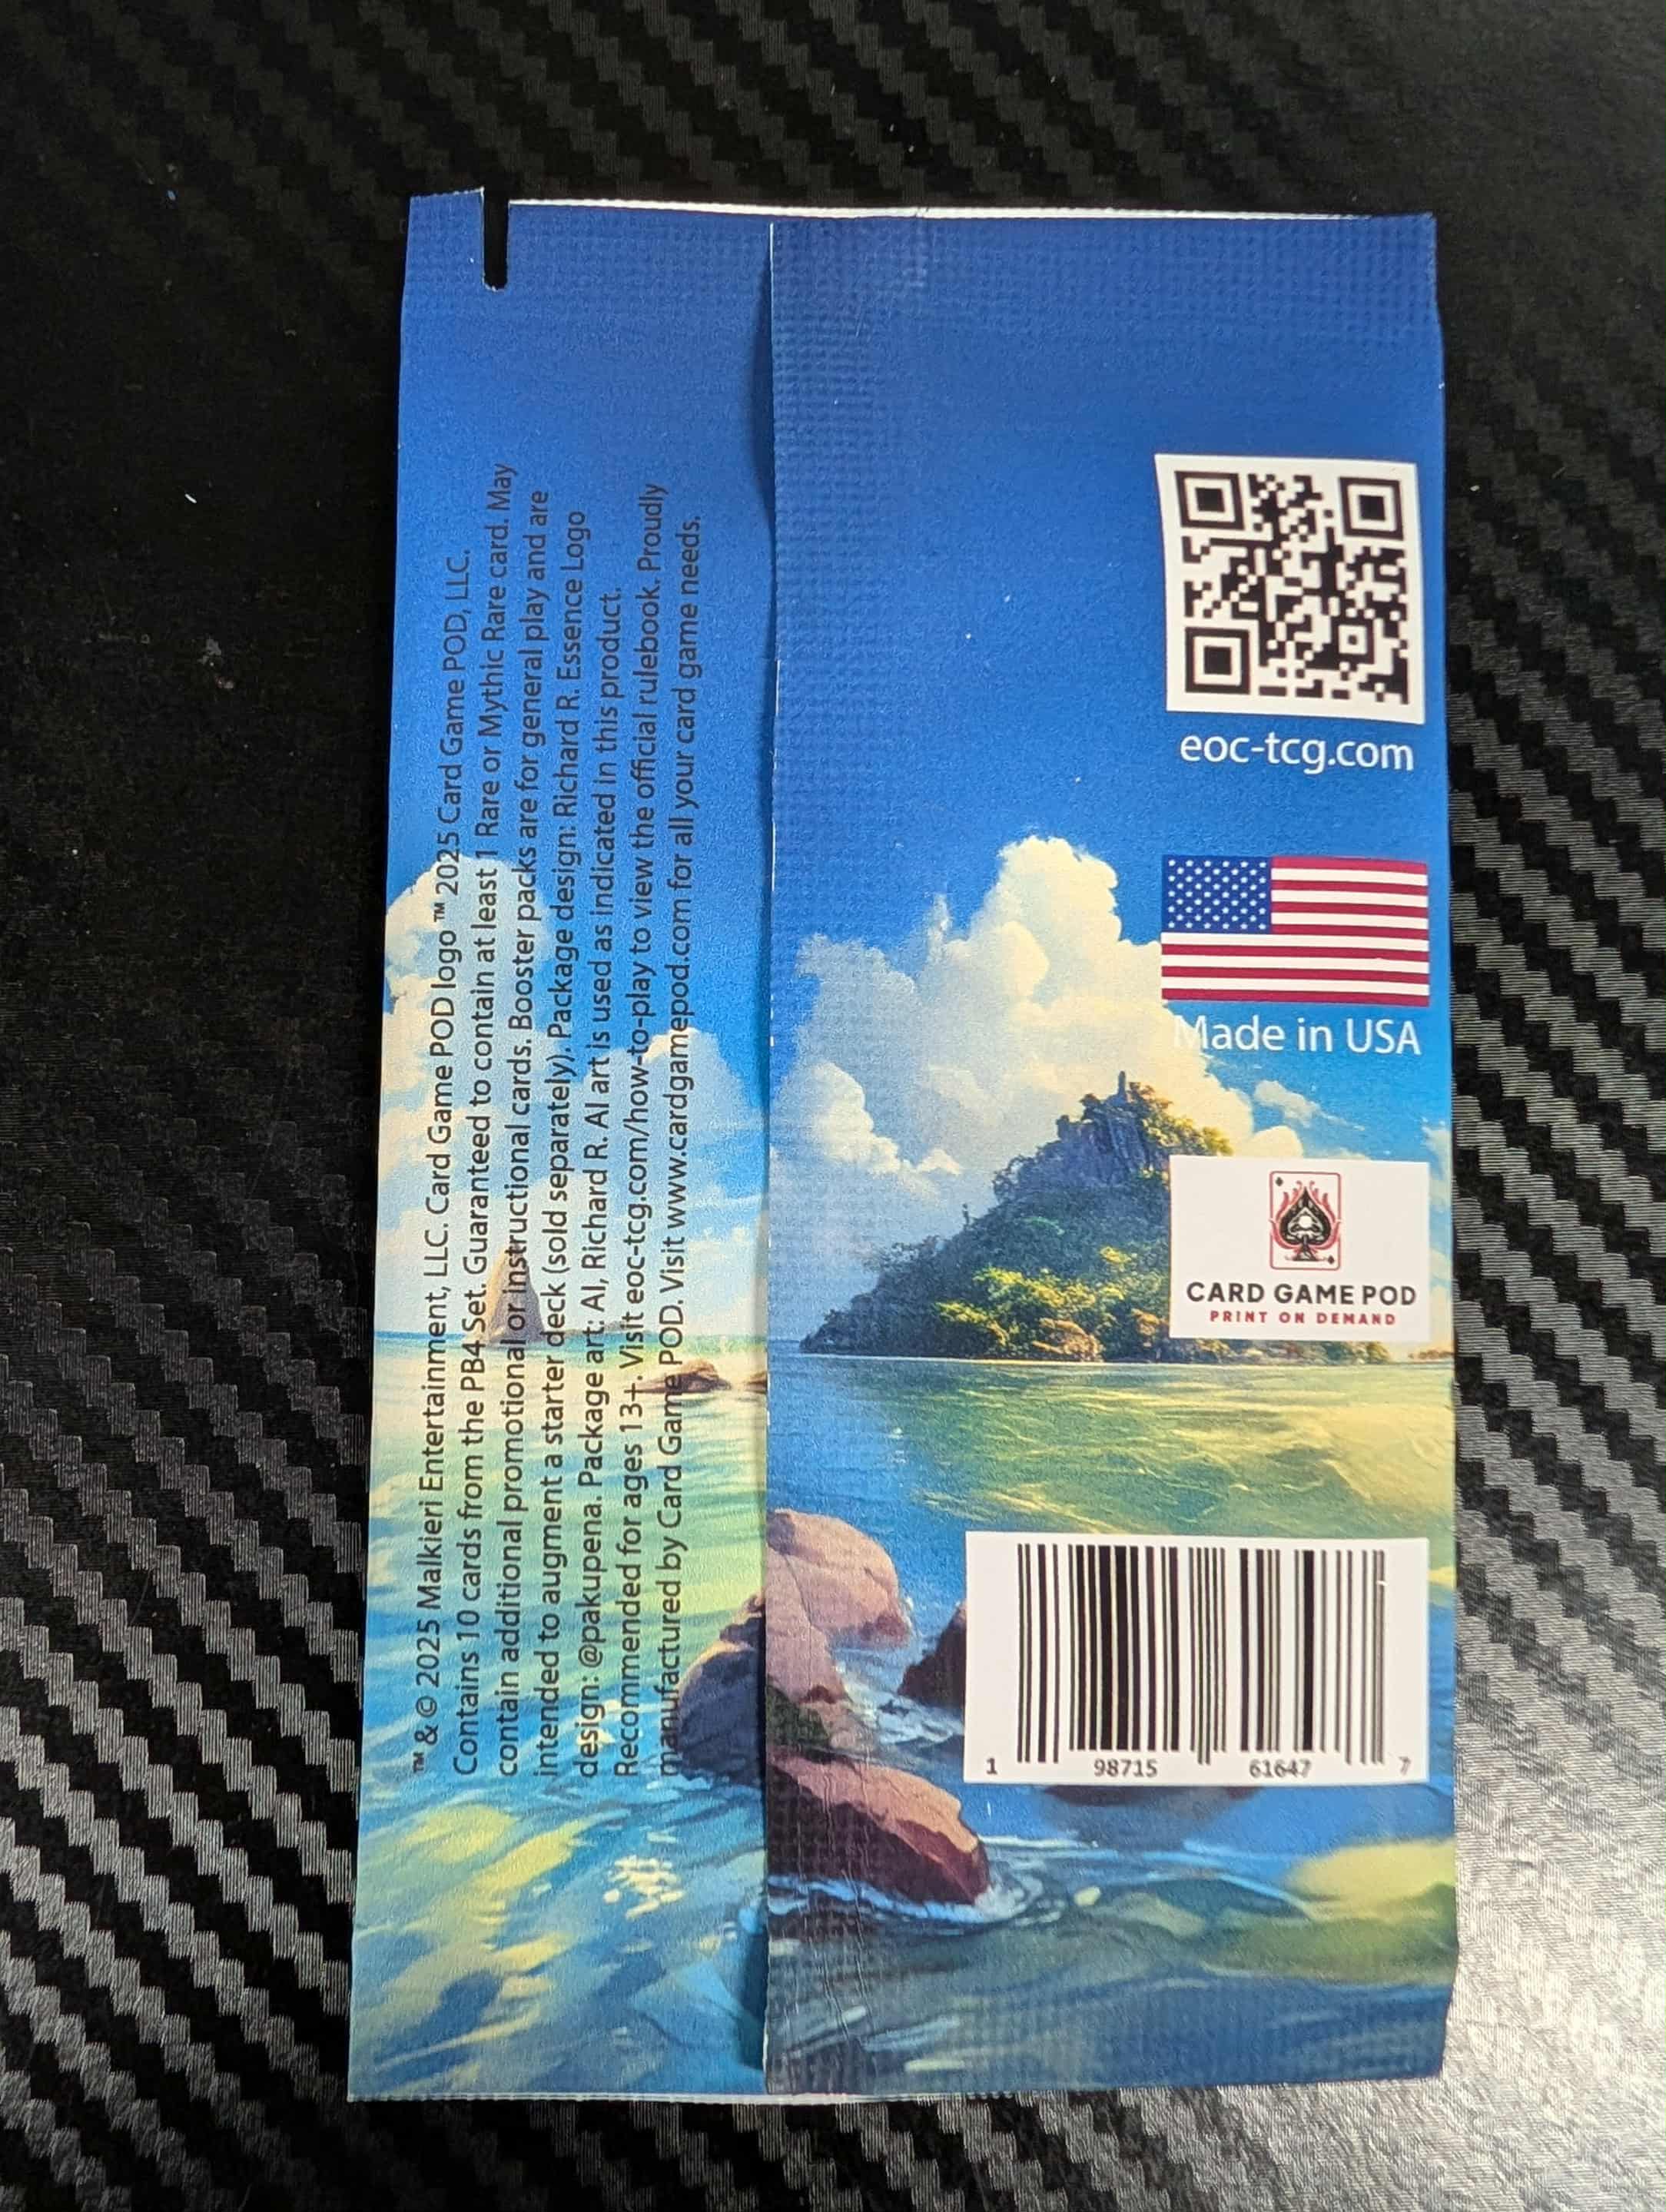 ™ & © 2025 Malkieri Entertainment, LLC. Card Game POD logo ™ 2025 Card Game POD, LLC.
Contains 10 cards from the PB4 Set. Guaranteed to contain at least 1 Rare or Mythic Rare card. May
contain additional promotional or instructional cards. Booster packs are for general play and are
intended to augment a starter deck (sold separately). Package design: Richard R. Essence Logo
design: @pakupena. Package art: AI, Richard R. AI art is used as indicated in this product.
Recommended for ages 13+. Visit eoc-tcg.com/how-to-play to view the official rulebook. Proudly
manufactured by Card Game POD. Visit www.cardgamepod.com for all your card game needs.
eoc-tcg.com
Made in USA
CARD GAME POD
PRINT ON DEMAND
1 98715 61647 7